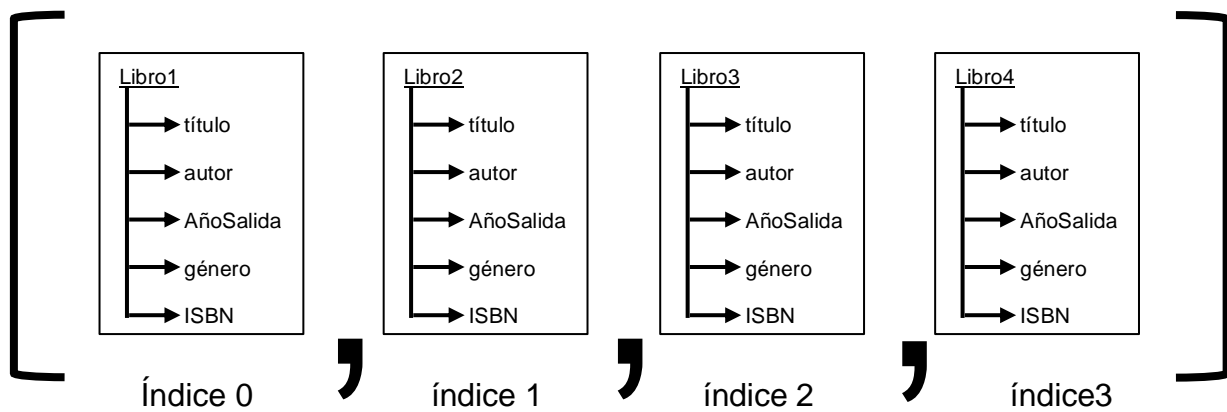 Libro1
título
autor
AñoSalida
género
ISBN
Índice 0
,
Libro2
título
autor
AñoSalida
género
ISBN
índice 1
,
Libro3
título
autor
AñoSalida
género
ISBN
índice 2
,
Libro4
título
autor
AñoSalida
género
ISBN
índice3